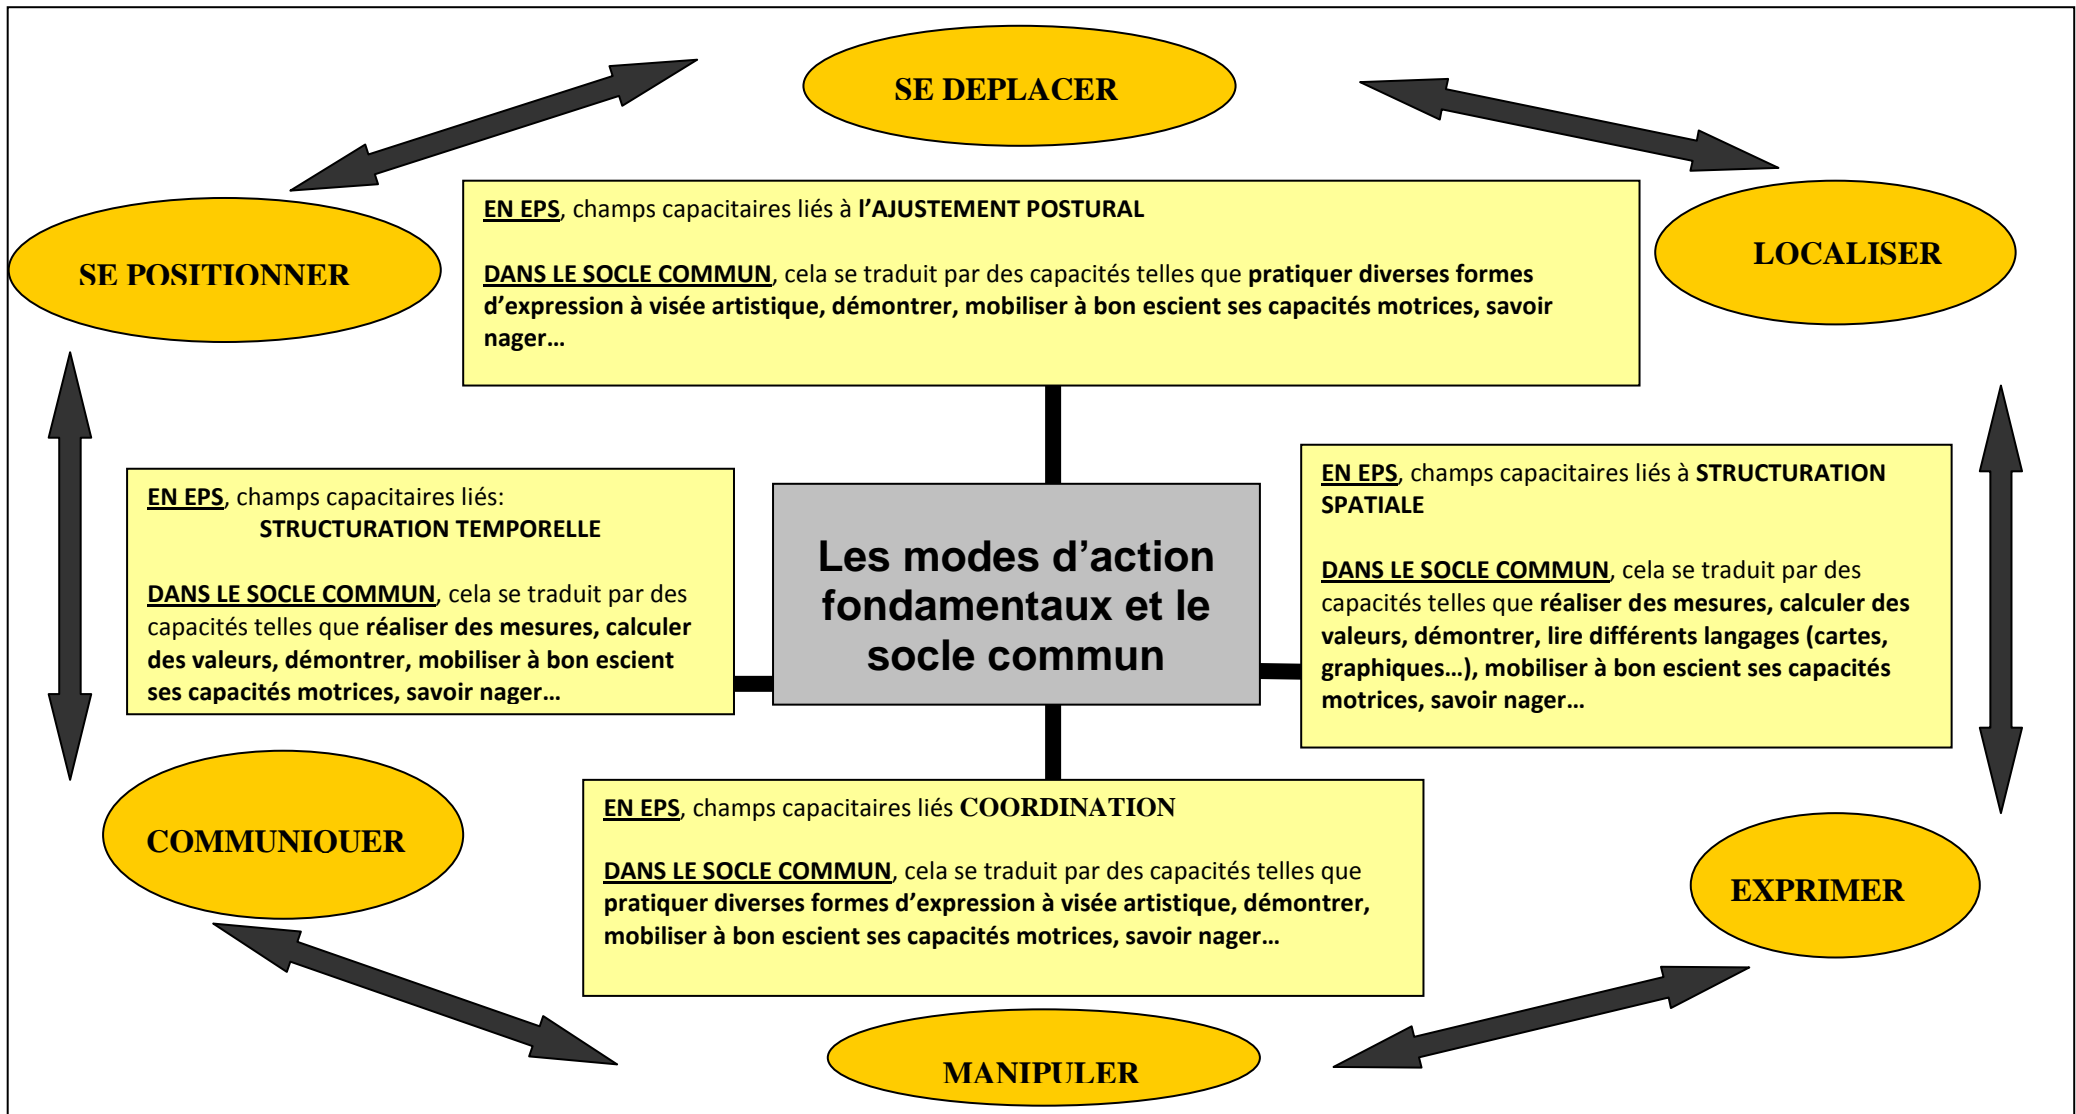 SE DEPLACER
SE POSITIONNER
LOCALISER
EN EPS, champs capacitaires liés à l’AJUSTEMENT POSTURAL
DANS LE SOCLE COMMUN, cela se traduit par des capacités telles que pratiquer diverses formes
d’expression à visée artistique, démontrer, mobiliser à bon escient ses capacités motrices, savoir
nager…
EN EPS, champs capacitaires liés:
STRUCTURATION TEMPORELLE
DANS LE SOCLE COMMUN, cela se traduit par des
capacités telles que réaliser des mesures, calculer
des valeurs, démontrer, mobiliser à bon escient
ses capacités motrices, savoir nager…
Les modes d’action
fondamentaux et le
socle commun
EN EPS, champs capacitaires liés à STRUCTURATION
SPATIALE
DANS LE SOCLE COMMUN, cela se traduit par des
capacités telles que réaliser des mesures, calculer des
valeurs, démontrer, lire différents langages (cartes,
graphiques…), mobiliser à bon escient ses capacités
motrices, savoir nager…
COMMUNIQUER
EN EPS, champs capacitaires liés COORDINATION
DANS LE SOCLE COMMUN, cela se traduit par des capacités telles que
pratiquer diverses formes d’expression à visée artistique, démontrer,
mobiliser à bon escient ses capacités motrices, savoir nager…
EXPRIMER
MANIPULER